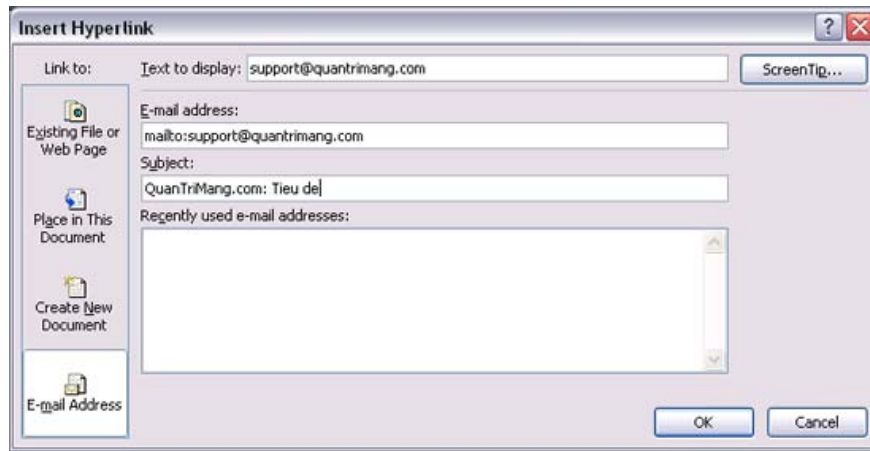 Insert Hyperlink
Link to:
Text to display: support@quantrimang.com
ScreenTip...
Existing File or
Web Page
Place in This
Document
Create New
Document
E-mail Address
E-mail address:
mailto:support@quantrimang.com
Subject:
QuanTriMang.com: Tieu de
Recently used e-mail addresses:
OK
Cancel